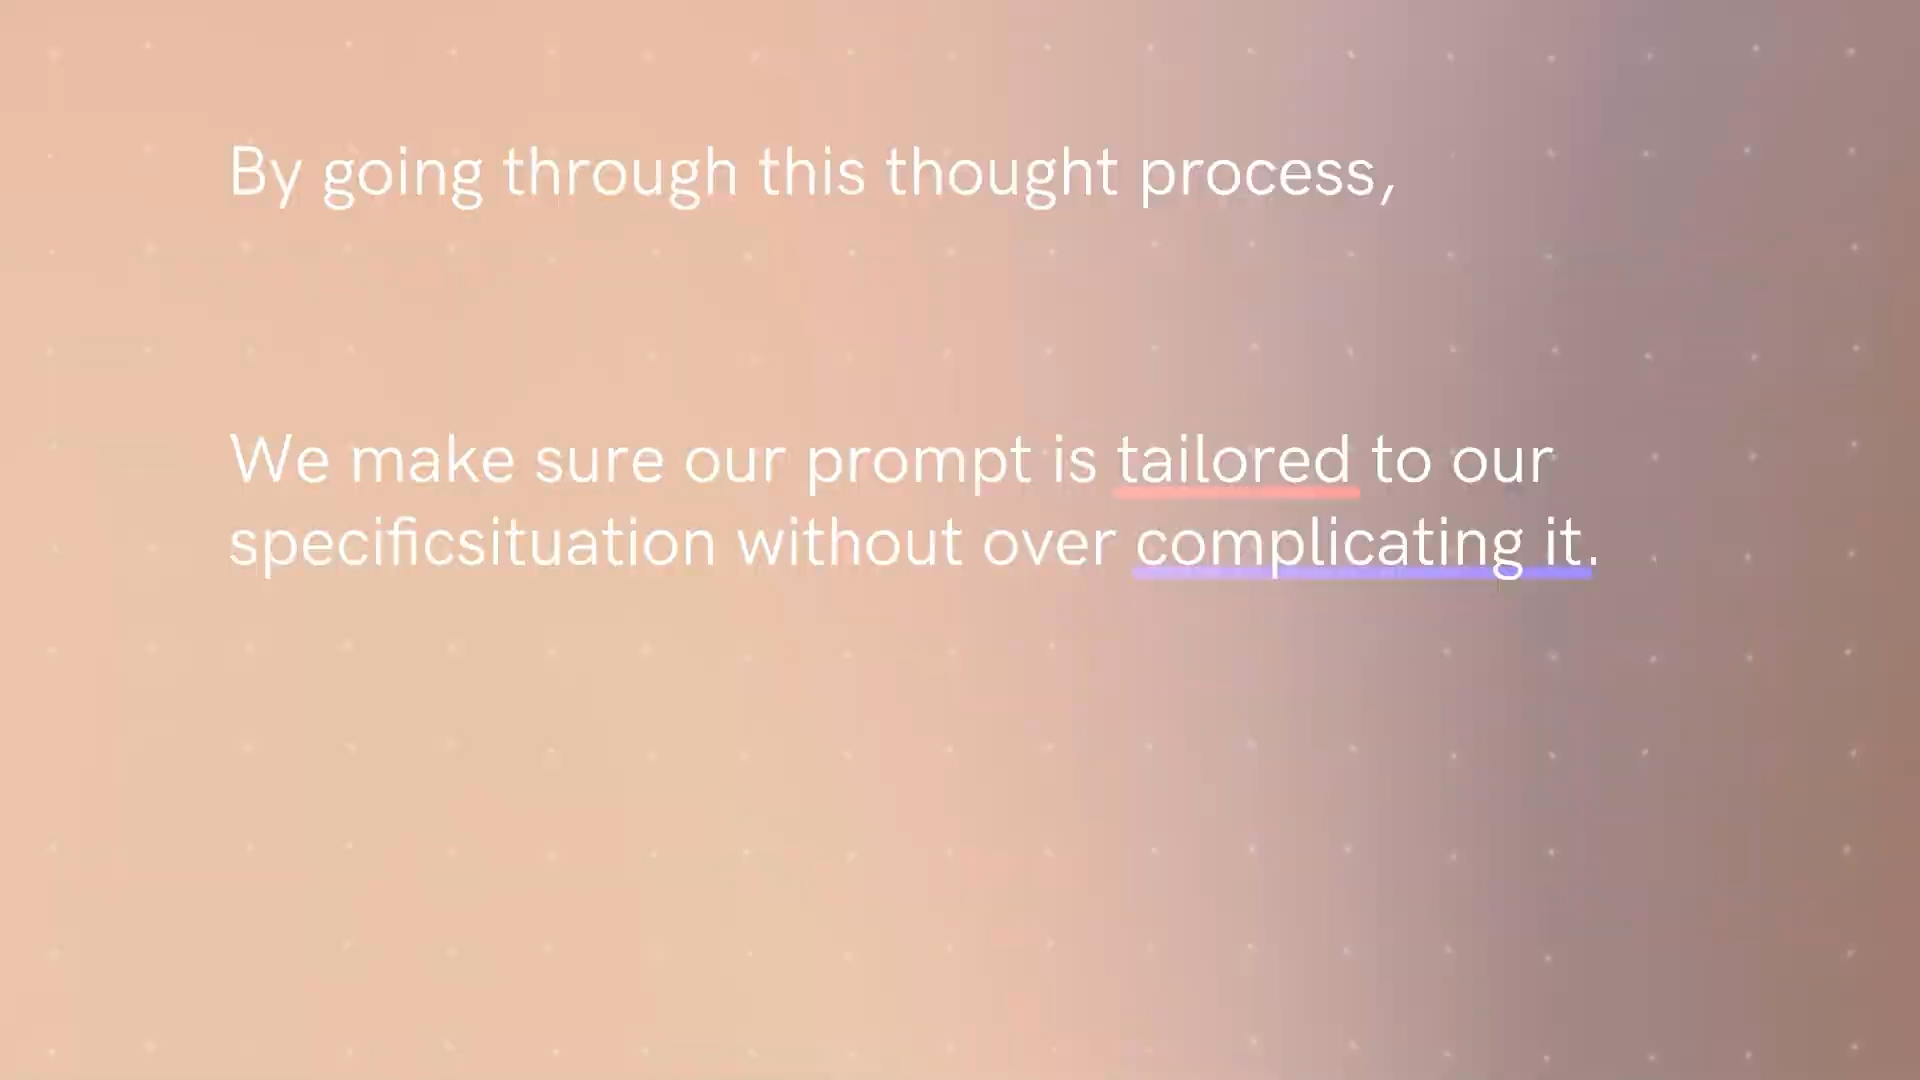 By going through this thought process,
We make sure our prompt is tailored to our
specificsituation without over complicating it.